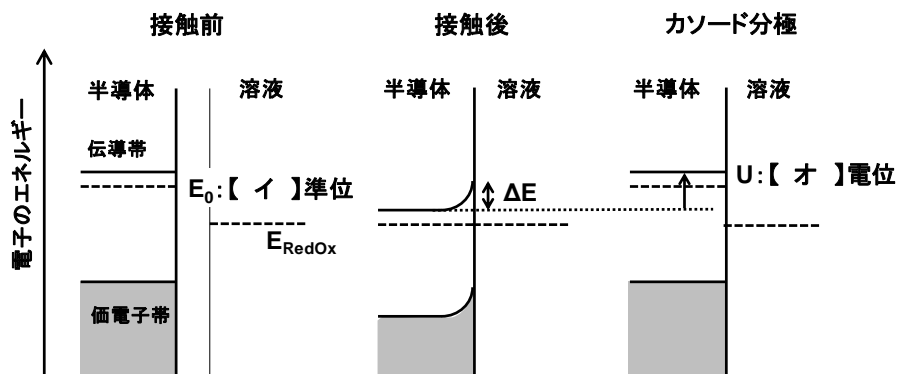 接触前
接触後
カソード分極
電子のエネルギー
半導体
溶液
半導体
溶液
半導体
溶液
伝導帯
E0:【 イ 】準位
ERedOx
価電子帯
ΔE
U:【 オ 】電位